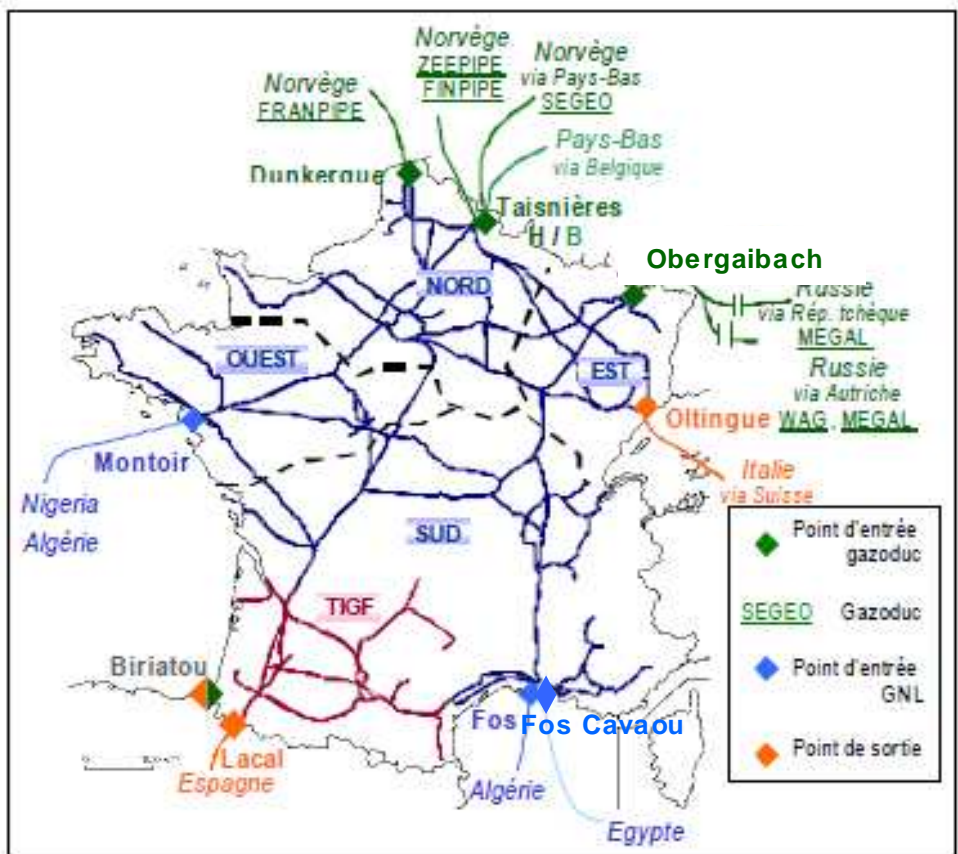 Norvège
ZEEPIPE
FINPIPE
Norvège
via Pays-Bas
SEGEO
Norvège
FRANPIPE
Pays-Bas
via Belgique
Dunkerque
Taisnières
H / B
Obergaibach
NORD
Russie
via Rép. tchèque
MEGAL
OUEST
EST
Russie
via Autriche
WAG , MEGAL
Oltingue
Montoir
Italie
via Suisse
Nigeria
Algérie
SUD
Point d'entrée
gazoduc
TIGF
SEGEO Gazoduc
Biriatou
Point d'entrée
GNL
Fos
Fos Cavaou
Lacal
Espagne
Point de sortie
Algérie
Egypte